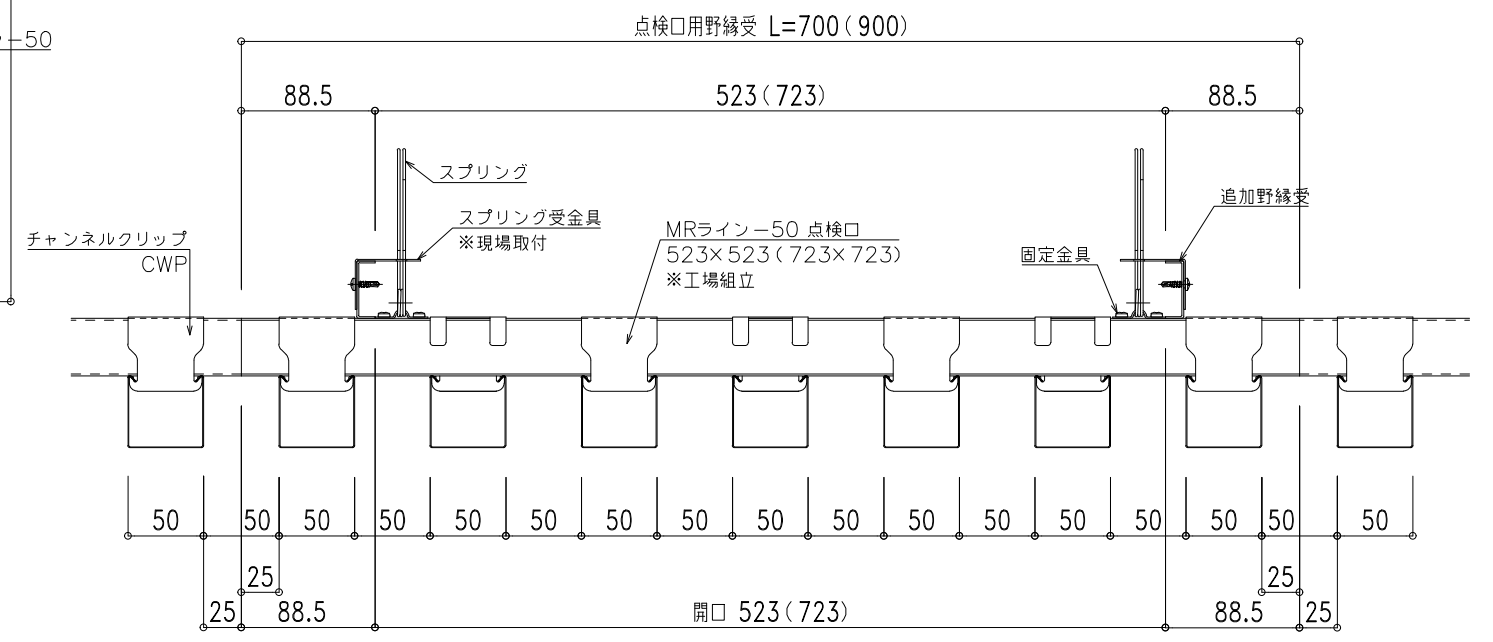 -50
点検口用野縁受 L=700(900)
88.5 523(723) 88.5
スプリング
スプリング受金具
※現場取付
チャンネルクリップ
CWP
MRライン-50 点検口
523×523(723×723)
※工場組立
固定金具
追加野縁受
50 50 50 50 50 50 50 50 50 50 50 50 50 50 50 50 50
25 25
25 88.5 開口 523(723) 88.5 25